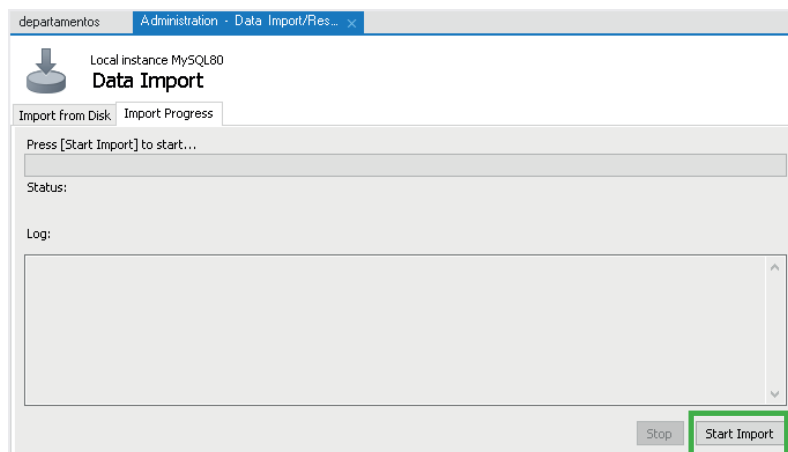 departamentos
Administration - Data Import/Res...
Local instance MySQL80
Data Import
Import from Disk
Import Progress
Press [Start Import] to start...
Status:
Log:
Stop
Start Import